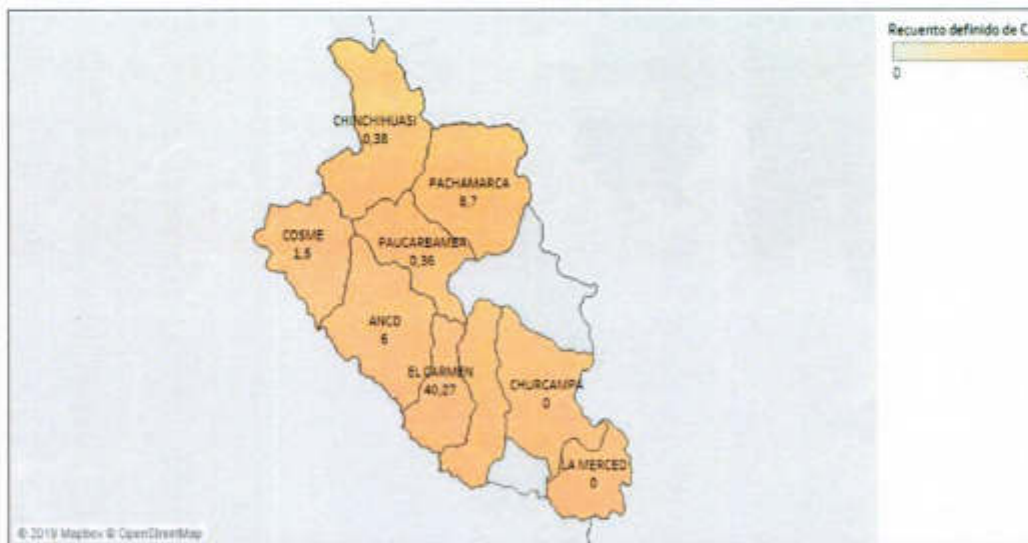 Recuento definido de C
0
CHINCHIHUASI
0,38
PACHAMARCA
8,7
COSME
1,5
PAUCARBAMBA
0,36
ANCO
6
EL CARMEN
40,27
CHURCAMPA
0
LA MERCED
0
© 2019 Mapbox © OpenStreetMap